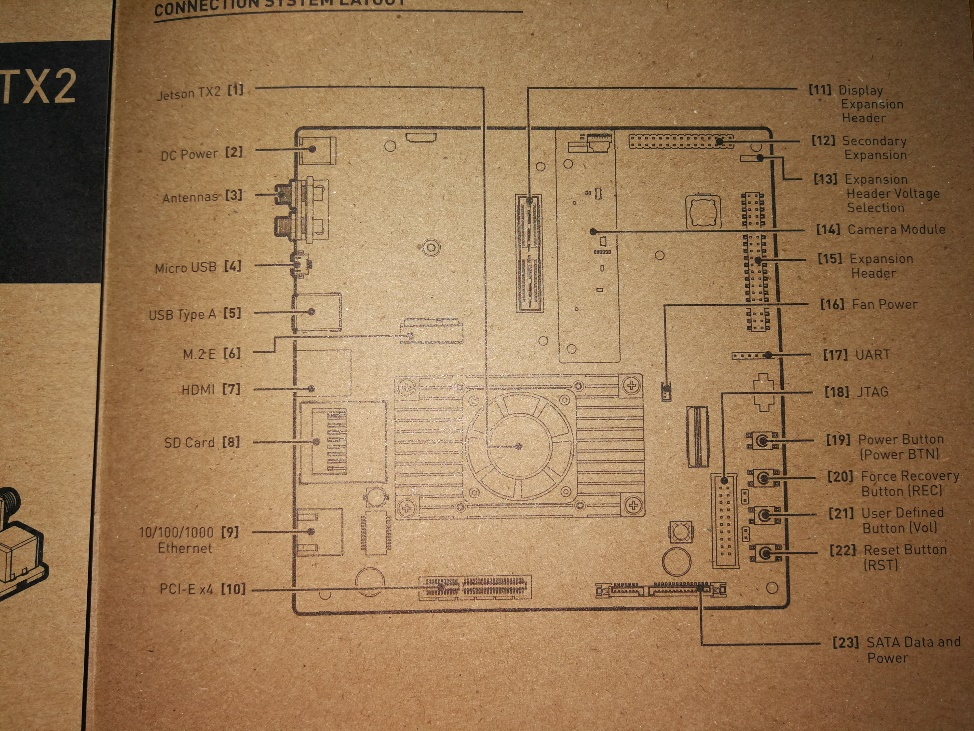 CONNECTION SYSTEM LAYOUT
TX2
Jetson TX2 [1]
DC Power [2]
Antennas [3]
Micro USB [4]
USB Type A [5]
M.2 E [6]
HDMI [7]
SD Card [8]
10/100/1000 [9]
Ethernet
PCI-E x4 [10]
[11] Display
Expansion
Header
[12] Secondary
Expansion
[13] Expansion
Header Voltage
Selection
[14] Camera Module
[15] Expansion
Header
[16] Fan Power
[17] UART
[18] JTAG
[19] Power Button
(Power BTN)
[20] Force Recovery
Button (REC)
[21] User Defined
Button (Vol)
[22] Reset Button
(RST)
[23] SATA Data and
Power